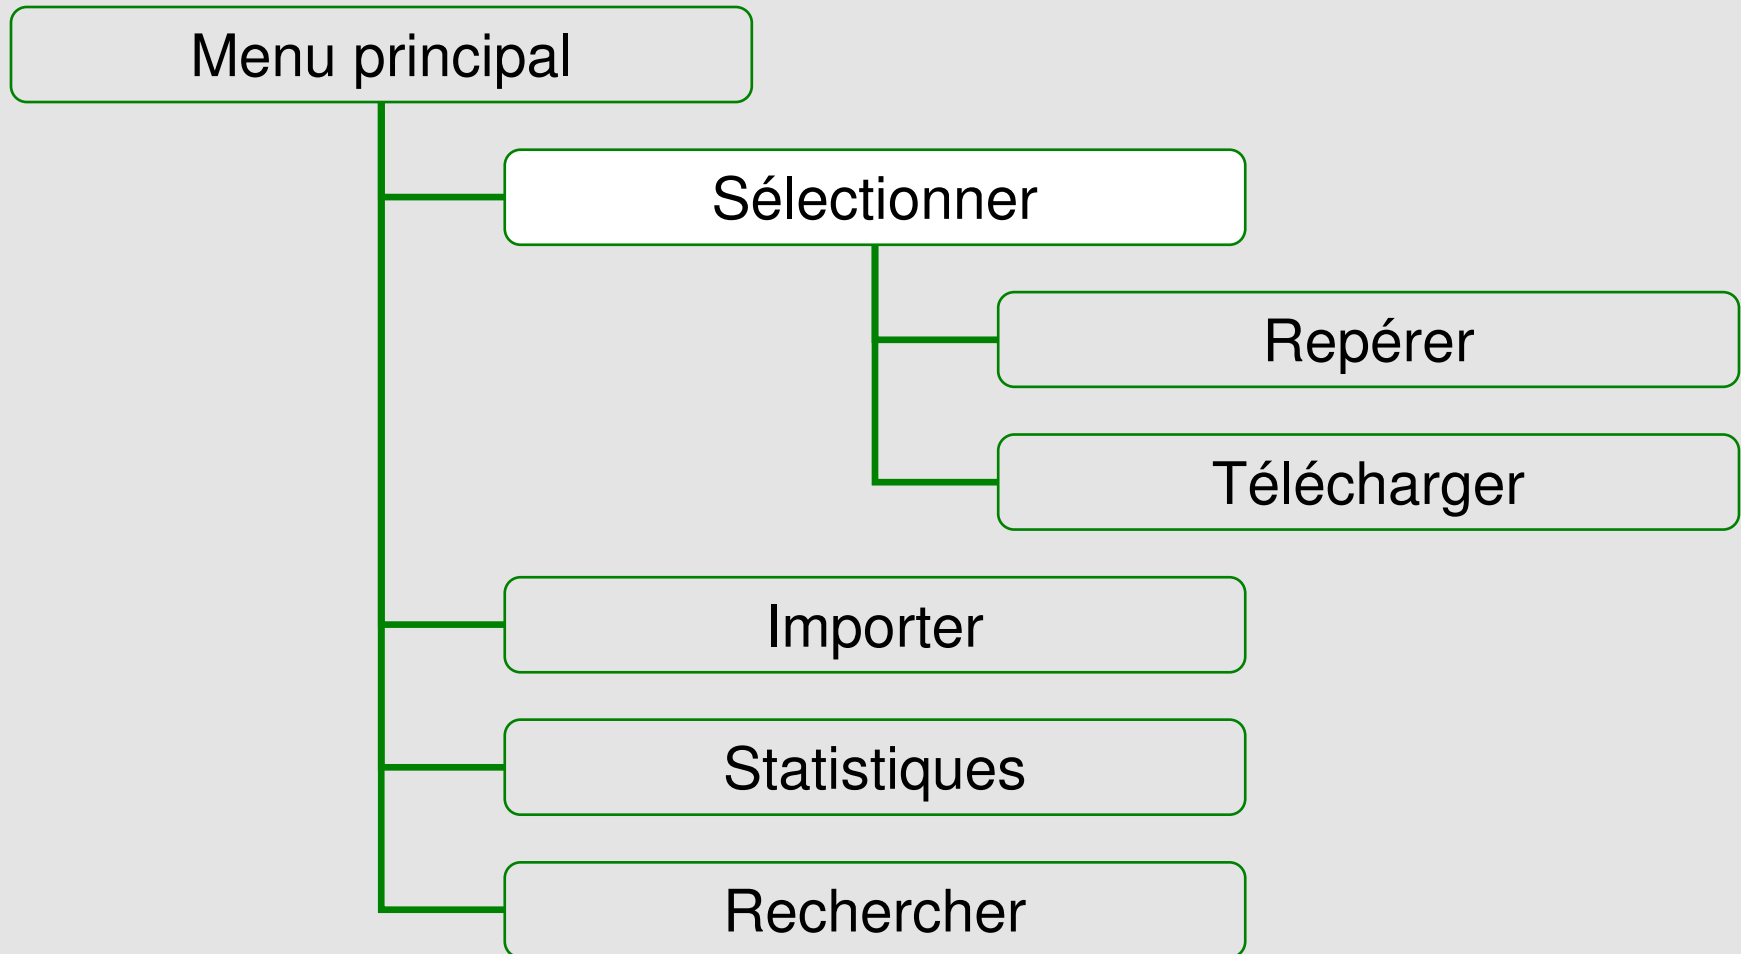 Menu principal
Sélectionner
Repérer
Télécharger
Importer
Statistiques
Rechercher